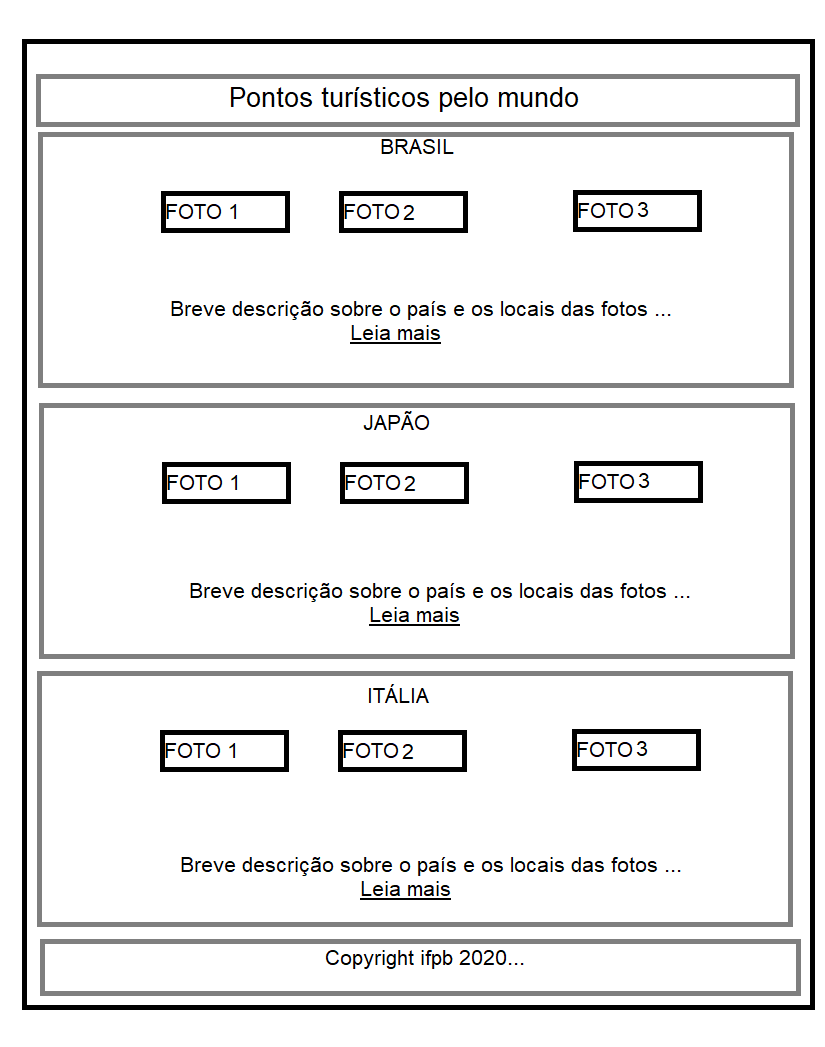 Pontos turísticos pelo mundo
BRASIL
FOTO 1
FOTO 2
FOTO 3
Breve descrição sobre o país e os locais das fotos ...
Leia mais
JAPÃO
FOTO 1
FOTO 2
FOTO 3
Breve descrição sobre o país e os locais das fotos ...
Leia mais
ITÁLIA
FOTO 1
FOTO 2
FOTO 3
Breve descrição sobre o país e os locais das fotos ...
Leia mais
Copyright ifpb 2020...